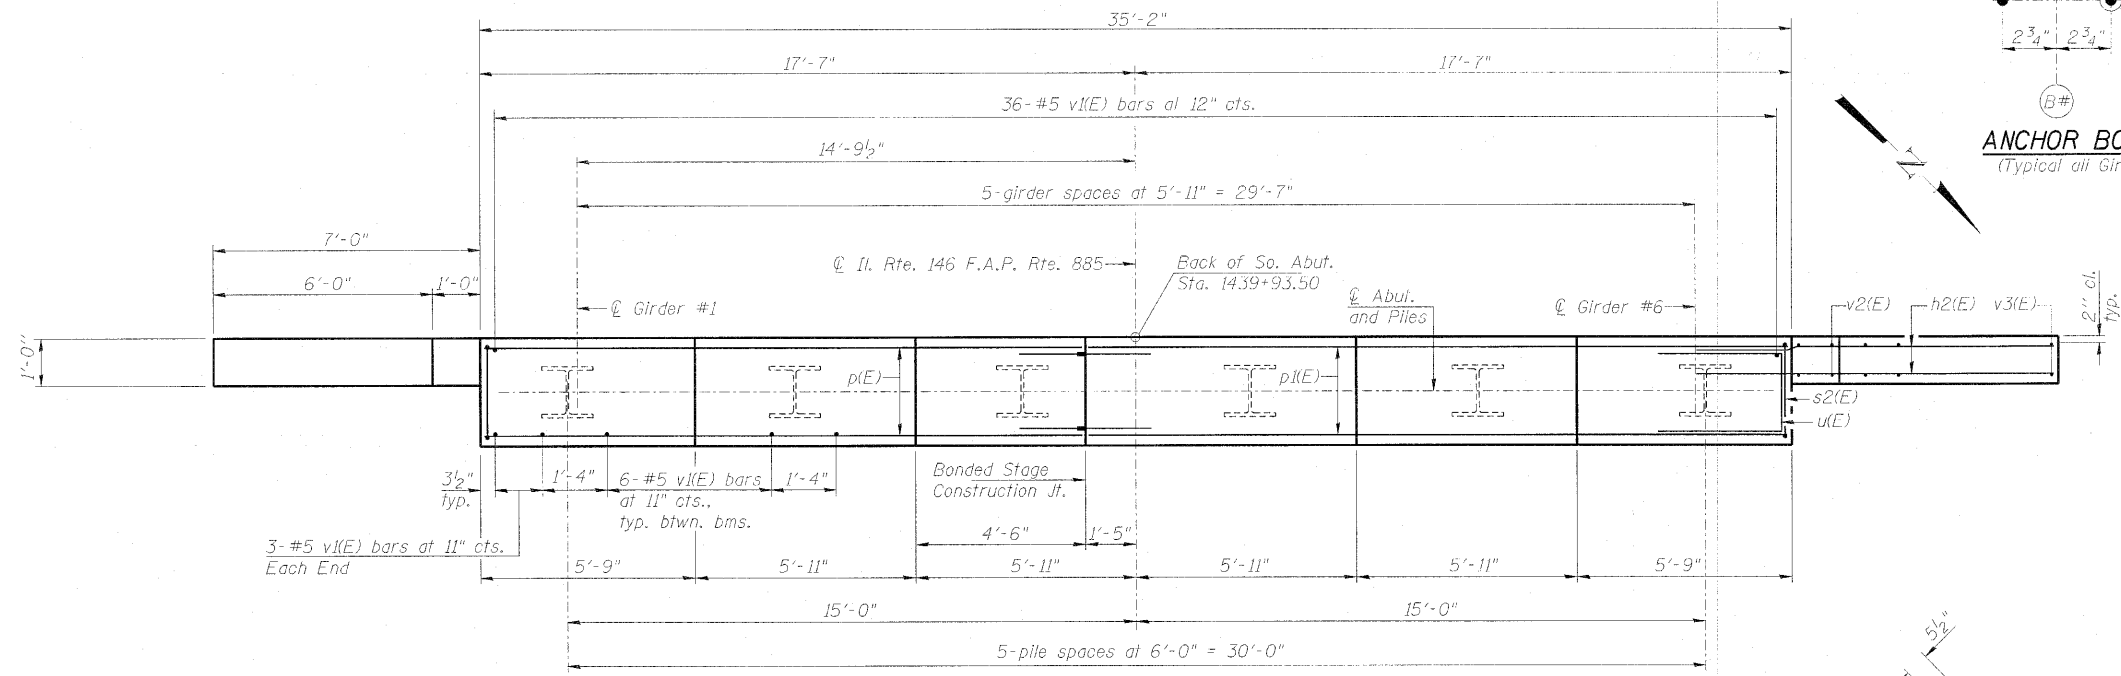 35'-2"
17'-7"
17'-7"
36-#5 v1(E) bars at 12" cts.
14'-9½"
5-girder spaces at 5'-11" = 29'-7"
7'-0"
6'-0"
1'-0"
℄ Il. Rte. 146 F.A.P. Rte. 885
Back of So. Abut.
Sta. 1439+93.50
℄ Girder #1
℄ Abut.
and Piles
℄ Girder #6
v2(E)
h2(E)
v3(E)
2" cl.
typ.
1'-0"
p(E)
p1(E)
s2(E)
u(E)
3½"
typ.
1'-4"
6-#5 v1(E) bars
at 11" cts.,
typ. btwn. bms.
1'-4"
Bonded Stage
Construction Jt.
3-#5 v1(E) bars at 11" cts.
Each End
4'-6"
1'-5"
5'-9"
5'-11"
5'-11"
5'-11"
5'-11"
5'-9"
15'-0"
15'-0"
5-pile spaces at 6'-0" = 30'-0"
2¾"
2¾"
B#
ANCHOR BO
(Typical all Gir
N
5½"